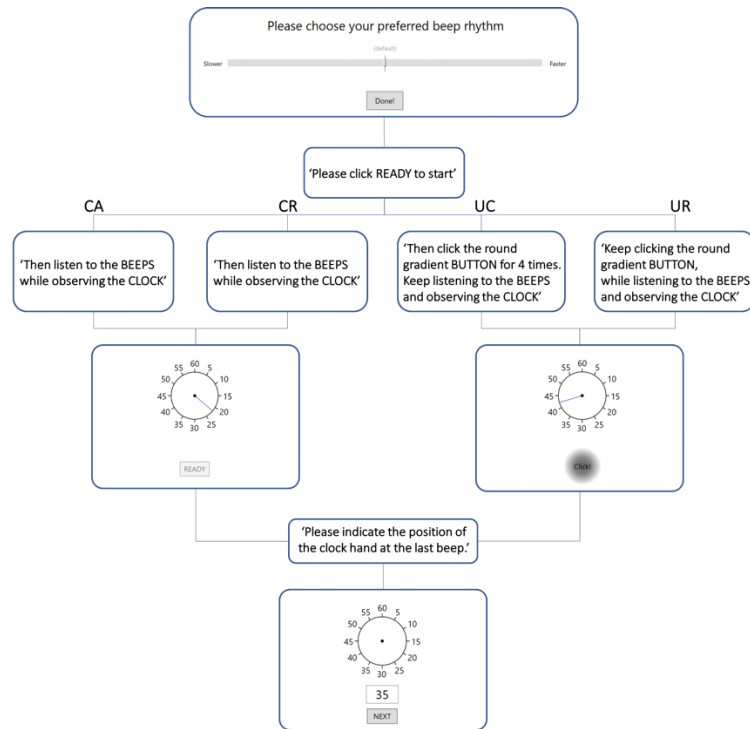 Please choose your preferred beep rhythm
(default)
Slower
Faster
Done!
‘Please click READY to start’
CA
CR
UC
UR
‘Then listen to the BEEPS
while observing the CLOCK’
‘Then listen to the BEEPS
while observing the CLOCK’
‘Then click the round
gradient BUTTON for 4 times.
Keep listening to the BEEPS
and observing the CLOCK’
‘Keep clicking the round
gradient BUTTON,
while listening to the BEEPS
and observing the CLOCK’
60
55 5
50 10
45 15
40 20
35 25
30
READY
60
55 5
50 10
45 15
40 20
35 25
30
Click!
‘Please indicate the position of
the clock hand at the last beep.’
60
55 5
50 10
45 15
40 20
35 25
30
35
NEXT